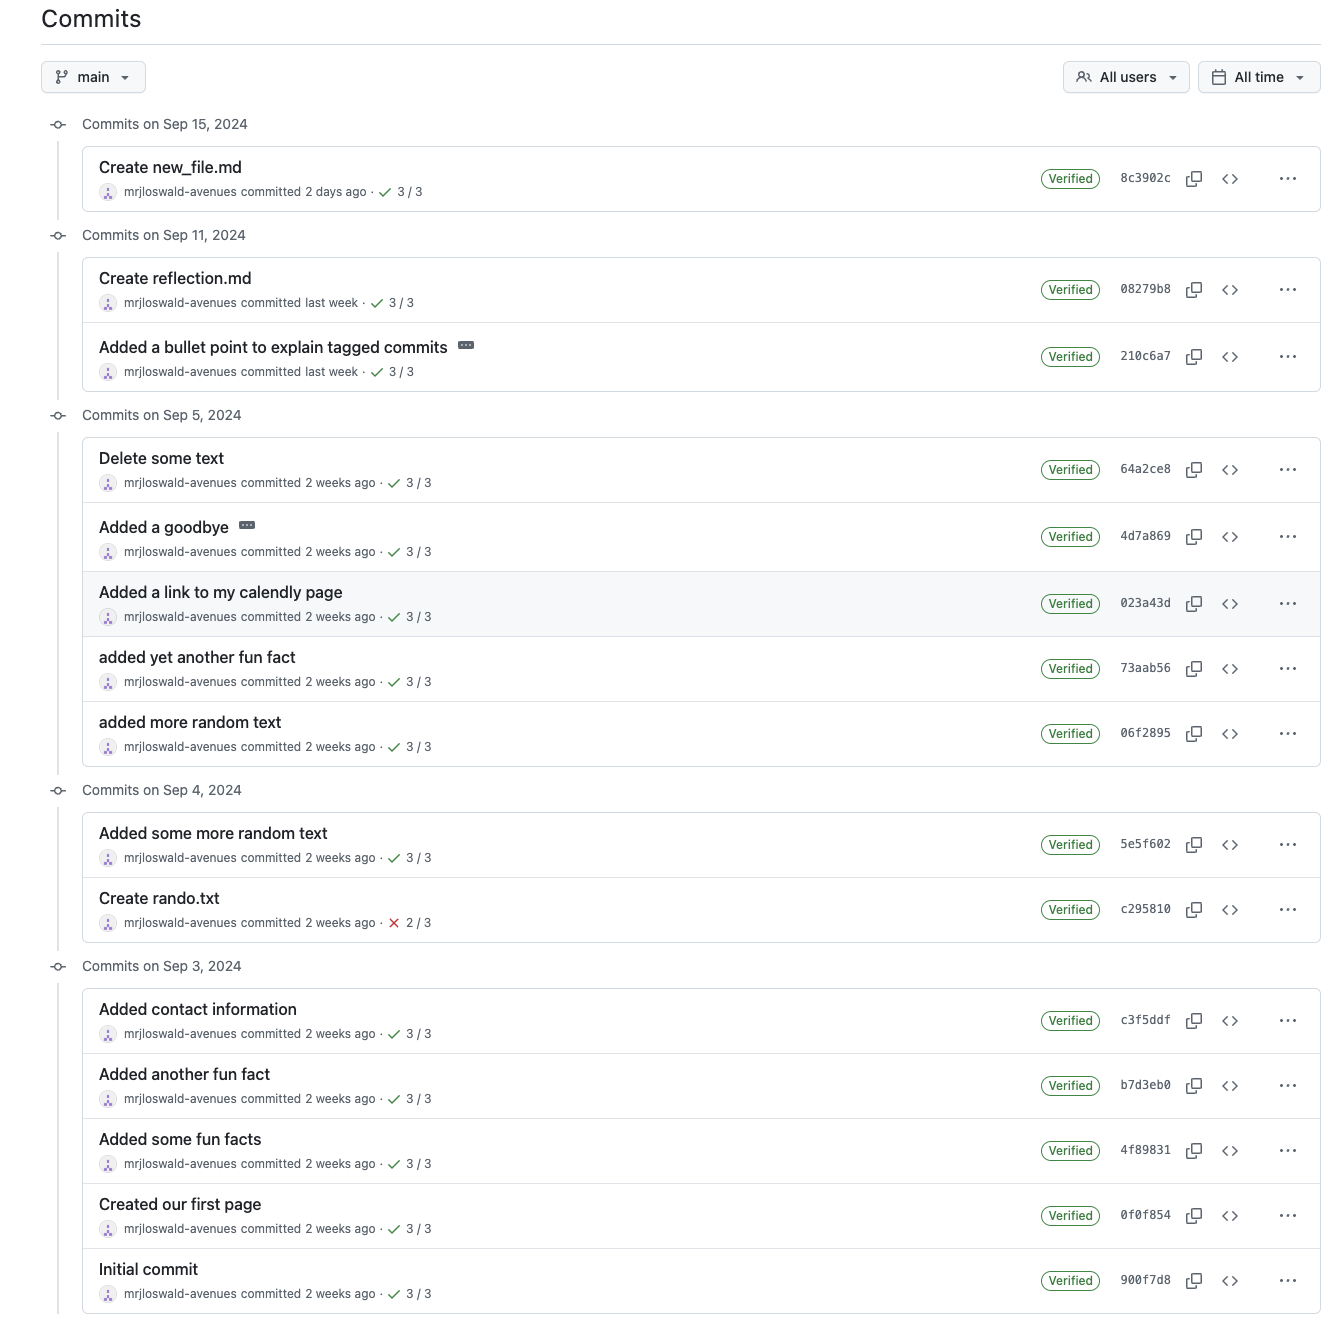 Commits
main
All users
All time
Commits on Sep 15, 2024
Create new_file.md
Verified
8c3902c
mrjloswald-avenues committed 2 days ago · 3 / 3
Commits on Sep 11, 2024
Create reflection.md
Verified
08279b8
mrjloswald-avenues committed last week · 3 / 3
Added a bullet point to explain tagged commits
Verified
210c6a7
mrjloswald-avenues committed last week · 3 / 3
Commits on Sep 5, 2024
Delete some text
Verified
64a2ce8
mrjloswald-avenues committed 2 weeks ago · 3 / 3
Added a goodbye
Verified
4d7a869
mrjloswald-avenues committed 2 weeks ago · 3 / 3
Added a link to my calendly page
Verified
023a43d
mrjloswald-avenues committed 2 weeks ago · 3 / 3
added yet another fun fact
Verified
73aab56
mrjloswald-avenues committed 2 weeks ago · 3 / 3
added more random text
Verified
06f2895
mrjloswald-avenues committed 2 weeks ago · 3 / 3
Commits on Sep 4, 2024
Added some more random text
Verified
5e5f602
mrjloswald-avenues committed 2 weeks ago · 3 / 3
Create rando.txt
Verified
c295810
mrjloswald-avenues committed 2 weeks ago · 2 / 3
Commits on Sep 3, 2024
Added contact information
Verified
c3f5ddf
mrjloswald-avenues committed 2 weeks ago · 3 / 3
Added another fun fact
Verified
b7d3eb0
mrjloswald-avenues committed 2 weeks ago · 3 / 3
Added some fun facts
Verified
4f89831
mrjloswald-avenues committed 2 weeks ago · 3 / 3
Created our first page
Verified
0f0f854
mrjloswald-avenues committed 2 weeks ago · 3 / 3
Initial commit
Verified
900f7d8
mrjloswald-avenues committed 2 weeks ago · 3 / 3